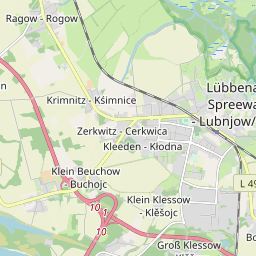 Ragow - Rogow
Lübbena
Spreewa
- Lubnjow/
Krimnitz - Kśimnice
Zerkwitz - Cerkwica
Kleeden - Kłodna
Klein Beuchow
- Buchojc
L 49
Klein Klessow
- Klěšojc
10
10
Groß Klessow